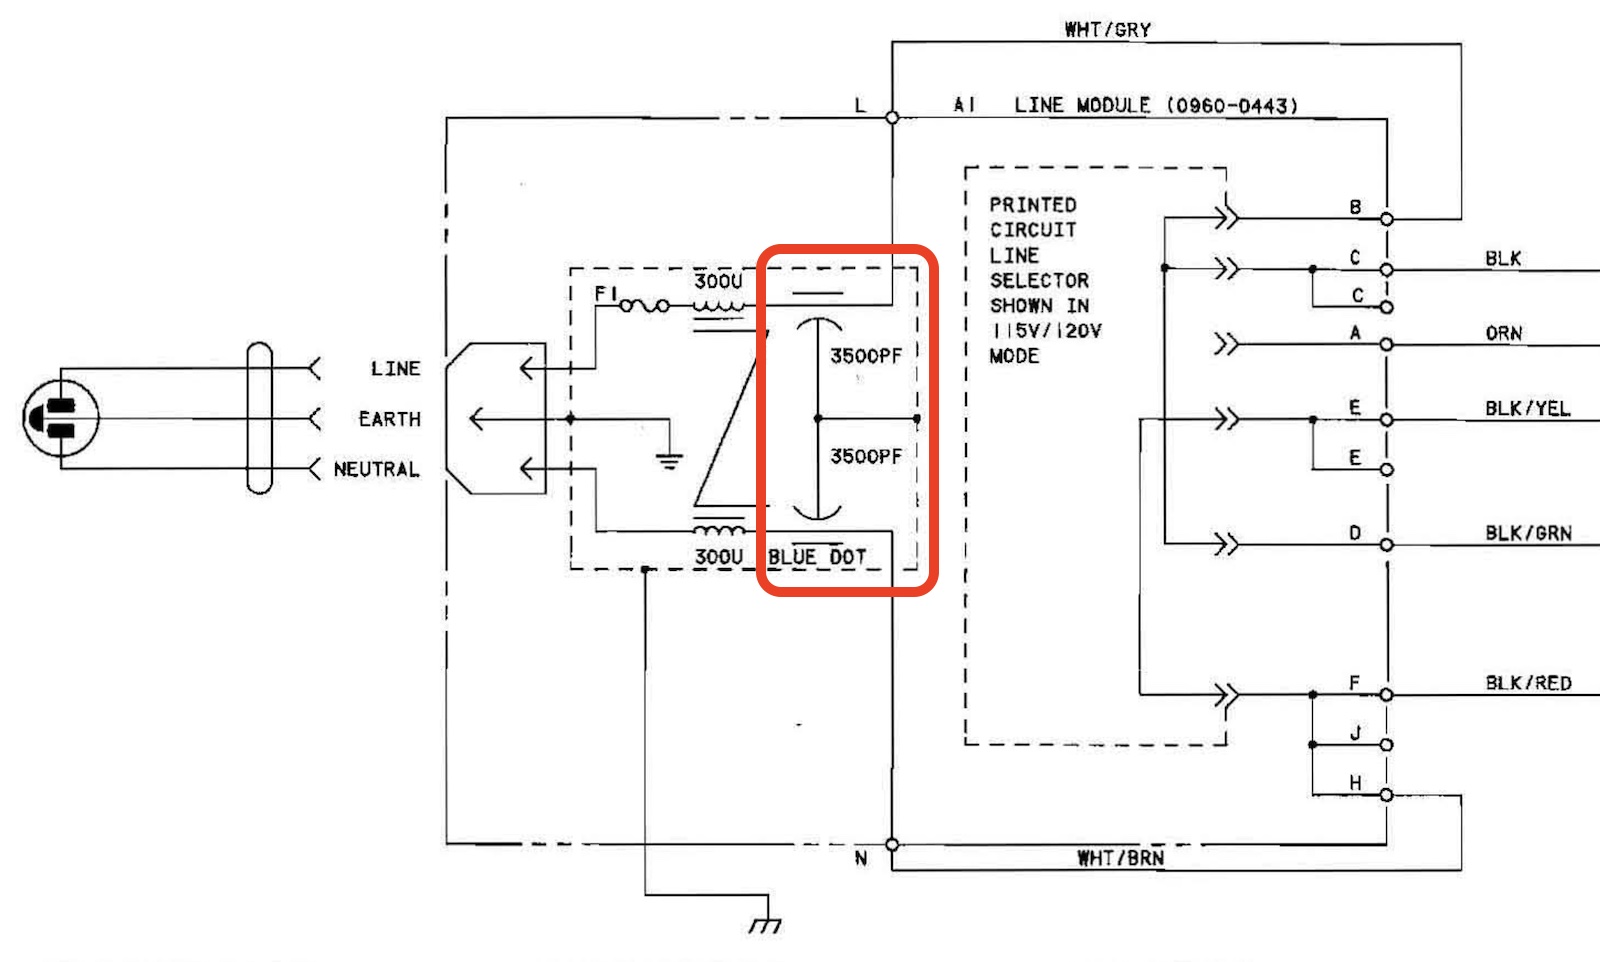 WHT/GRY
L
A1 LINE MODULE (0960-0443)
PRINTED
CIRCUIT
LINE
SELECTOR
SHOWN IN
115V/120V
MODE
B
C
BLK
C
A
ORN
E
BLK/YEL
E
D
BLK/GRN
F
BLK/RED
J
H
F1
300U
3500PF
3500PF
300U
BLUE DOT
LINE
EARTH
NEUTRAL
N
WHT/BRN